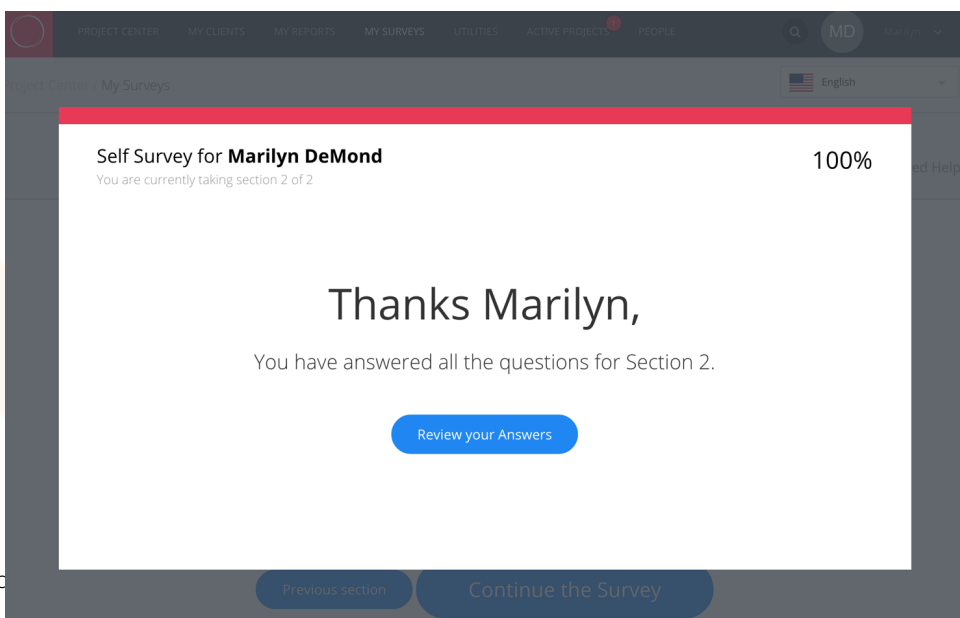 PROJECT CENTER MY CLIENTS MY REPORTS MY SURVEYS UTILITIES ACTIVE PROJECTS PEOPLE MD Marilyn
Project Center / My Surveys English
Self Survey for Marilyn DeMond 100%
You are currently taking section 2 of 2
ed Help
Thanks Marilyn,
You have answered all the questions for Section 2.
Review your Answers
Previous section Continue the Survey